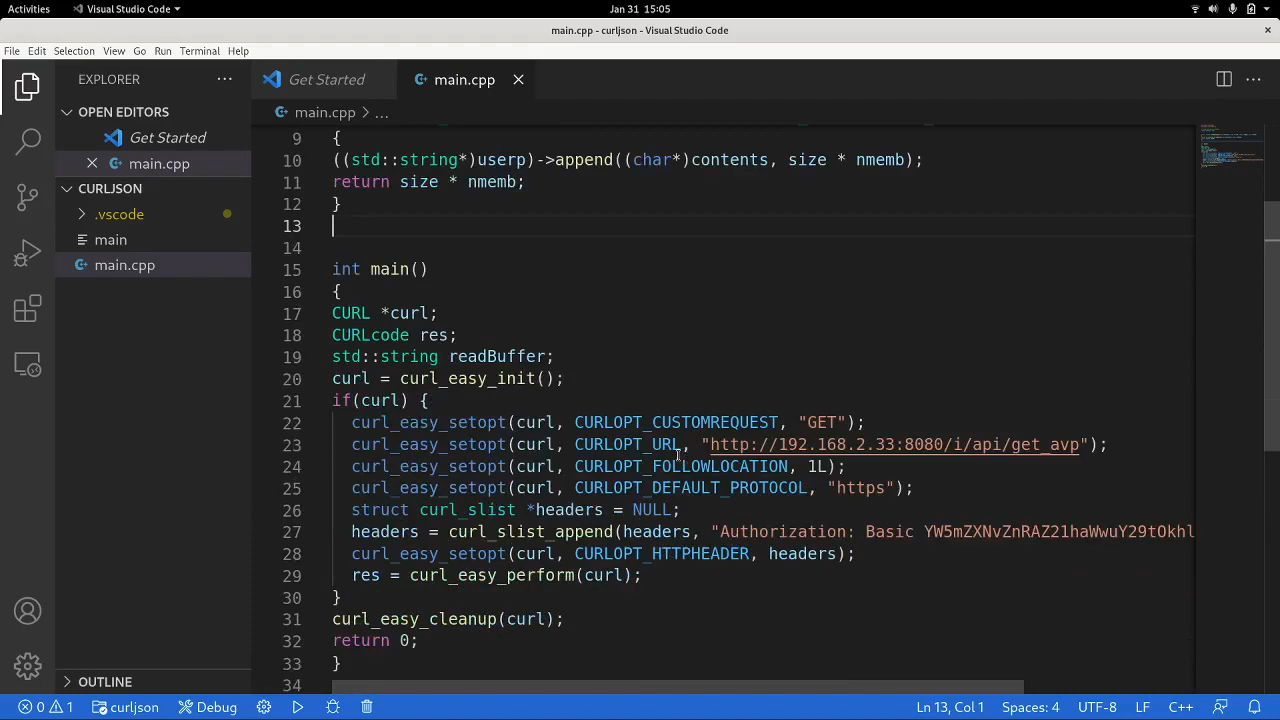 Activities Visual Studio Code Jan 31 15:05
main.cpp - curljson - Visual Studio Code ×
File Edit Selection View Go Run Terminal Help
EXPLORER ··· Get Started main.cpp × ···
OPEN EDITORS main.cpp > ...
Get Started
× main.cpp
CURLJSON
.vscode
main
main.cpp
9 {
10 ((std::string*)userp)->append((char*)contents, size * nmemb);
11 return size * nmemb;
12 }
13
14
15 int main()
16 {
17 CURL *curl;
18 CURLcode res;
19 std::string readBuffer;
20 curl = curl_easy_init();
21 if(curl) {
22 curl_easy_setopt(curl, CURLOPT_CUSTOMREQUEST, "GET");
23 curl_easy_setopt(curl, CURLOPT_URL, "http://192.168.2.33:8080/i/api/get_avp");
24 curl_easy_setopt(curl, CURLOPT_FOLLOWLOCATION, 1L);
25 curl_easy_setopt(curl, CURLOPT_DEFAULT_PROTOCOL, "https");
26 struct curl_slist *headers = NULL;
27 headers = curl_slist_append(headers, "Authorization: Basic YW5mZXNvZnRAZ21haWwuY29tOkhl
28 curl_easy_setopt(curl, CURLOPT_HTTPHEADER, headers);
29 res = curl_easy_perform(curl);
30 }
31 curl_easy_cleanup(curl);
32 return 0;
33 }
34
OUTLINE
0 1 curljson Debug Ln 13, Col 1 Spaces: 4 UTF-8 LF C++